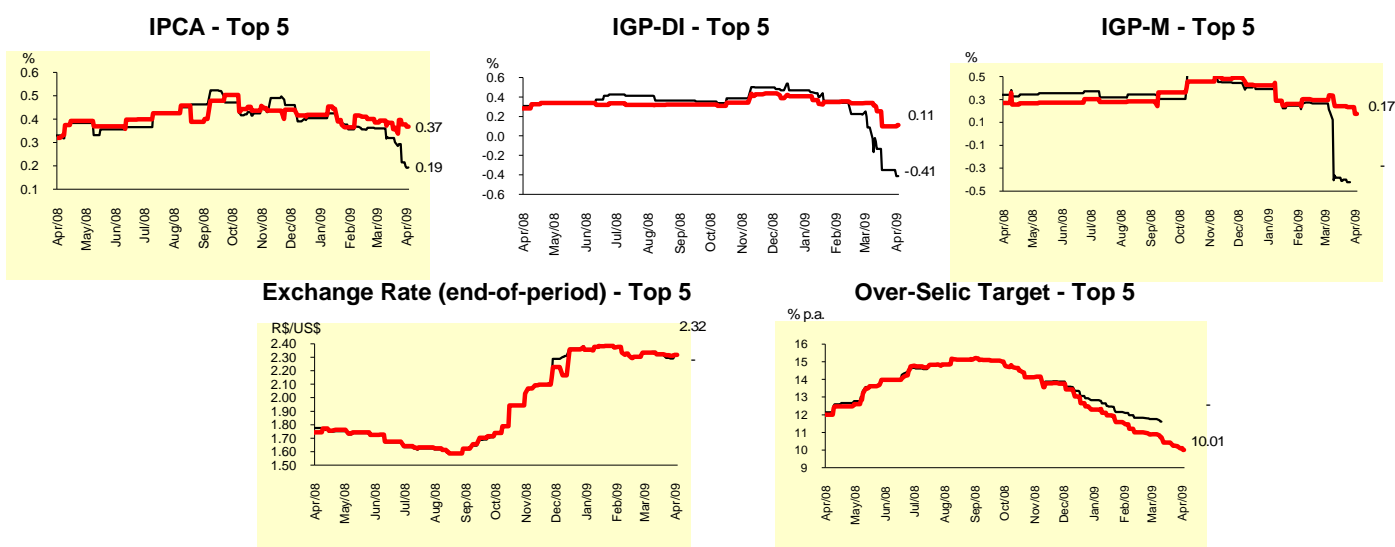 IPCA - Top 5
%
0.6
0.5
0.4
0.3
0.2
0.1
0.37
0.19
Apr/08
May/08
Jun/08
Jul/08
Aug/08
Sep/08
Oct/08
Nov/08
Dec/08
Jan/09
Feb/09
Mar/09
Apr/09
IGP-DI - Top 5
%
0.6
0.4
0.2
0.0
-0.2
-0.4
-0.6
0.11
-0.41
Apr/08
May/08
Jun/08
Jul/08
Aug/08
Sep/08
Oct/08
Nov/08
Dec/08
Jan/09
Feb/09
Mar/09
Apr/09
IGP-M - Top 5
%
0.5
0.3
0.1
-0.1
-0.3
-0.5
0.17
-
Apr/08
May/08
Jun/08
Jul/08
Aug/08
Sep/08
Oct/08
Nov/08
Dec/08
Jan/09
Feb/09
Mar/09
Apr/09
Exchange Rate (end-of-period) - Top 5
R$/US$
2.40
2.30
2.20
2.10
2.00
1.90
1.80
1.70
1.60
1.50
2.32
-
Apr/08
May/08
Jun/08
Jul/08
Aug/08
Sep/08
Oct/08
Nov/08
Dec/08
Jan/09
Feb/09
Mar/09
Apr/09
Over-Selic Target - Top 5
% p.a.
16
15
14
13
12
11
10
9
-
10.01
Apr/08
May/08
Jun/08
Jul/08
Aug/08
Sep/08
Oct/08
Nov/08
Dec/08
Jan/09
Feb/09
Mar/09
Apr/09